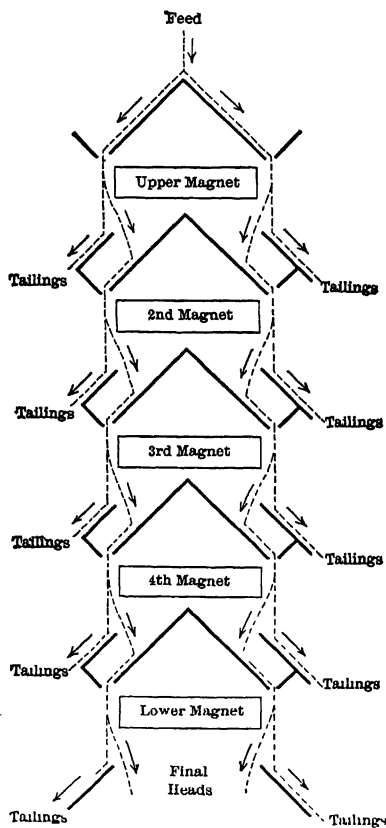 Feed
Upper Magnet
Tailings
Tailings
2nd Magnet
Tailings
Tailings
3rd Magnet
Tailings
Tailings
4th Magnet
Tailings
Tailings
Lower Magnet
Final
Heads
Tailings
Tailings